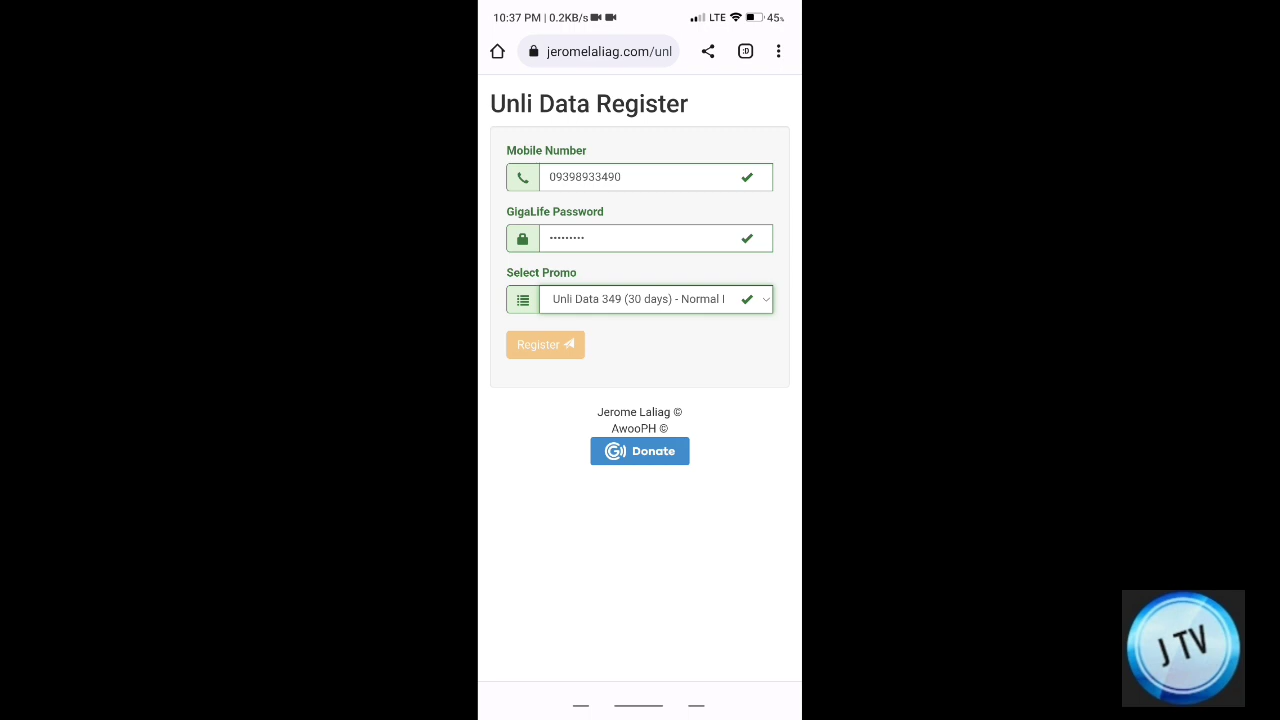 10:37 PM | 0.2KB/s LTE 45%
jeromelaliag.com/unl :D
Unli Data Register
Mobile Number
09398933490
GigaLife Password
•••••••••
Select Promo
Unli Data 349 (30 days) - Normal
Register
Jerome Laliag ©
AwooPH ©
Donate
J TV